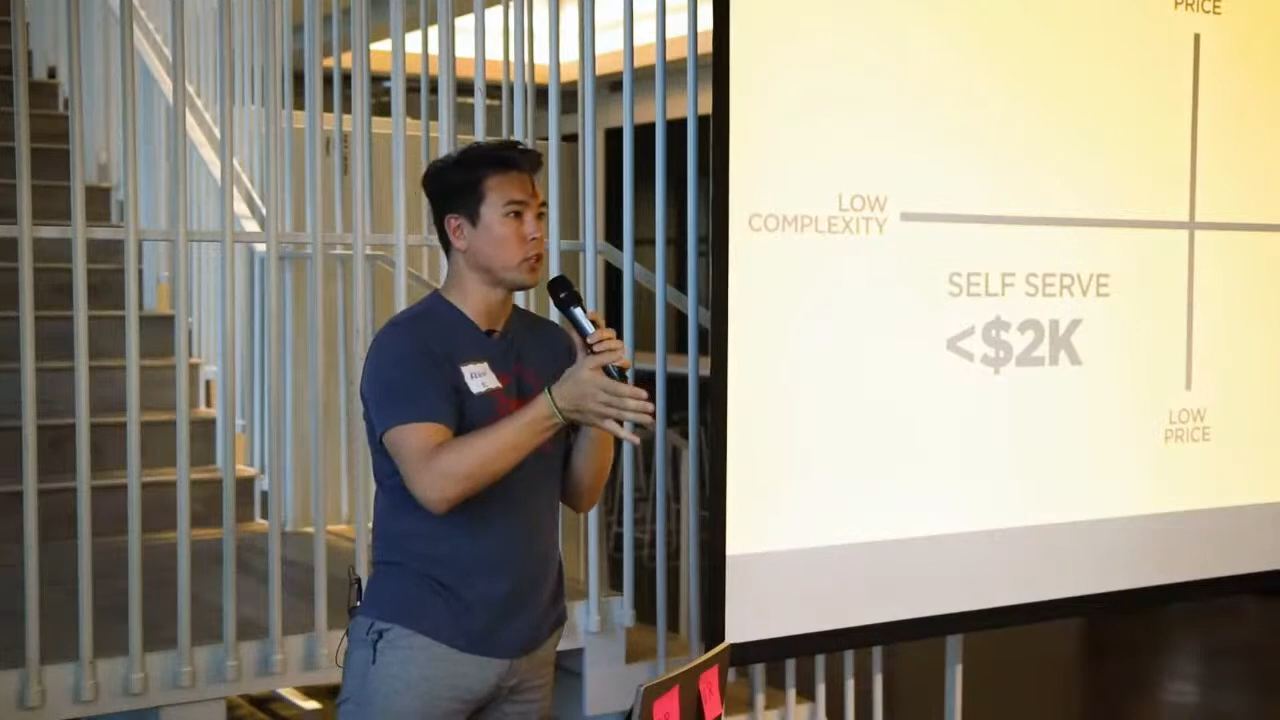 PRICE
LOW
COMPLEXITY
SELF SERVE
<$2K
LOW
PRICE